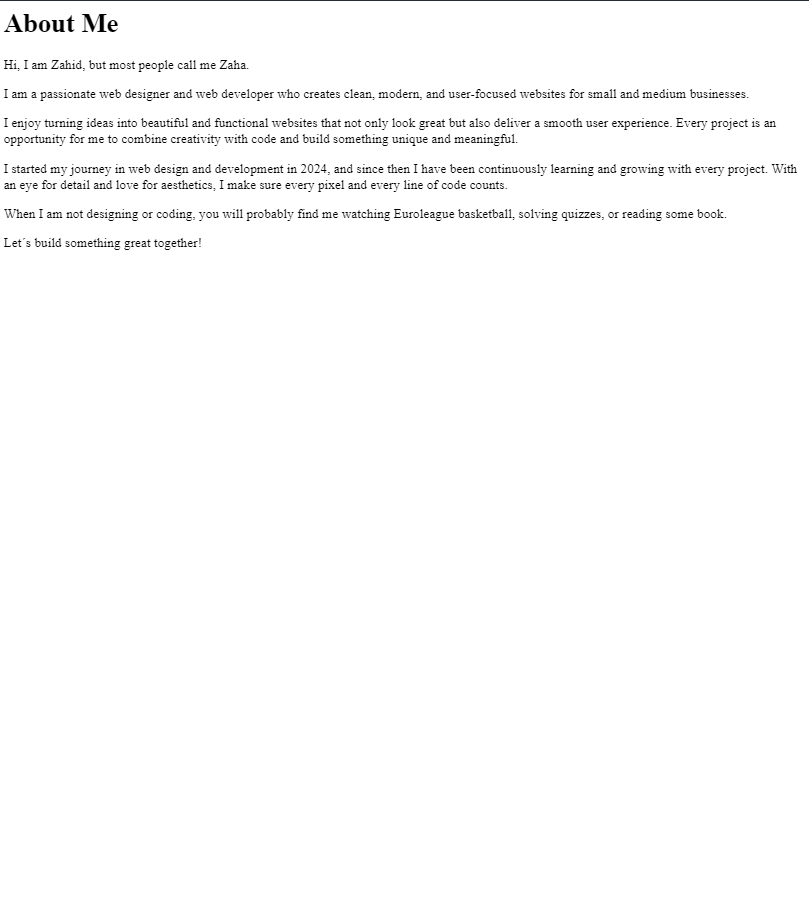 About Me
Hi, I am Zahid, but most people call me Zaha.
I am a passionate web designer and web developer who creates clean, modern, and user-focused websites for small and medium businesses.
I enjoy turning ideas into beautiful and functional websites that not only look great but also deliver a smooth user experience. Every project is an
opportunity for me to combine creativity with code and build something unique and meaningful.
I started my journey in web design and development in 2024, and since then I have been continuously learning and growing with every project. With
an eye for detail and love for aesthetics, I make sure every pixel and every line of code counts.
When I am not designing or coding, you will probably find me watching Euroleague basketball, solving quizzes, or reading some book.
Let´s build something great together!